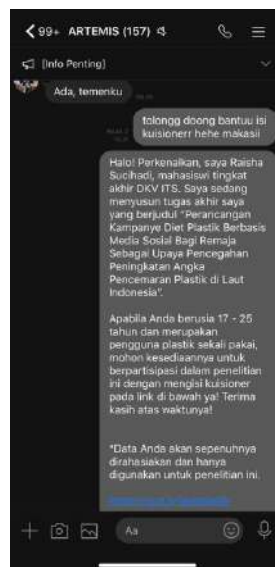 99+ ARTEMIS (157)
[Info Penting]
Ada, temenku
tolongg doong bantuu isi
kuisionerr hehe makasii
Halo! Perkenalkan, saya Raisha
Sucihadi, mahasiswi tingkat
akhir DKV ITS. Saya sedang
menyusun tugas akhir saya
yang berjudul "Perancangan
Kampanye Diet Plastik Berbasis
Media Sosial Bagi Remaja
Sebagai Upaya Pencegahan
Peningkatan Angka
Pencemaran Plastik di Laut
Indonesia".
Apabila Anda berusia 17 - 25
tahun dan merupakan
pengguna plastik sekali pakai,
mohon kesediaannya untuk
berpartisipasi dalam penelitian
ini dengan mengisi kuisioner
pada link di bawah ya! Terima
kasih atas waktunya!
*Data Anda akan sepenuhnya
dirahasiakan dan hanya
digunakan untuk penelitian ini.
Aa